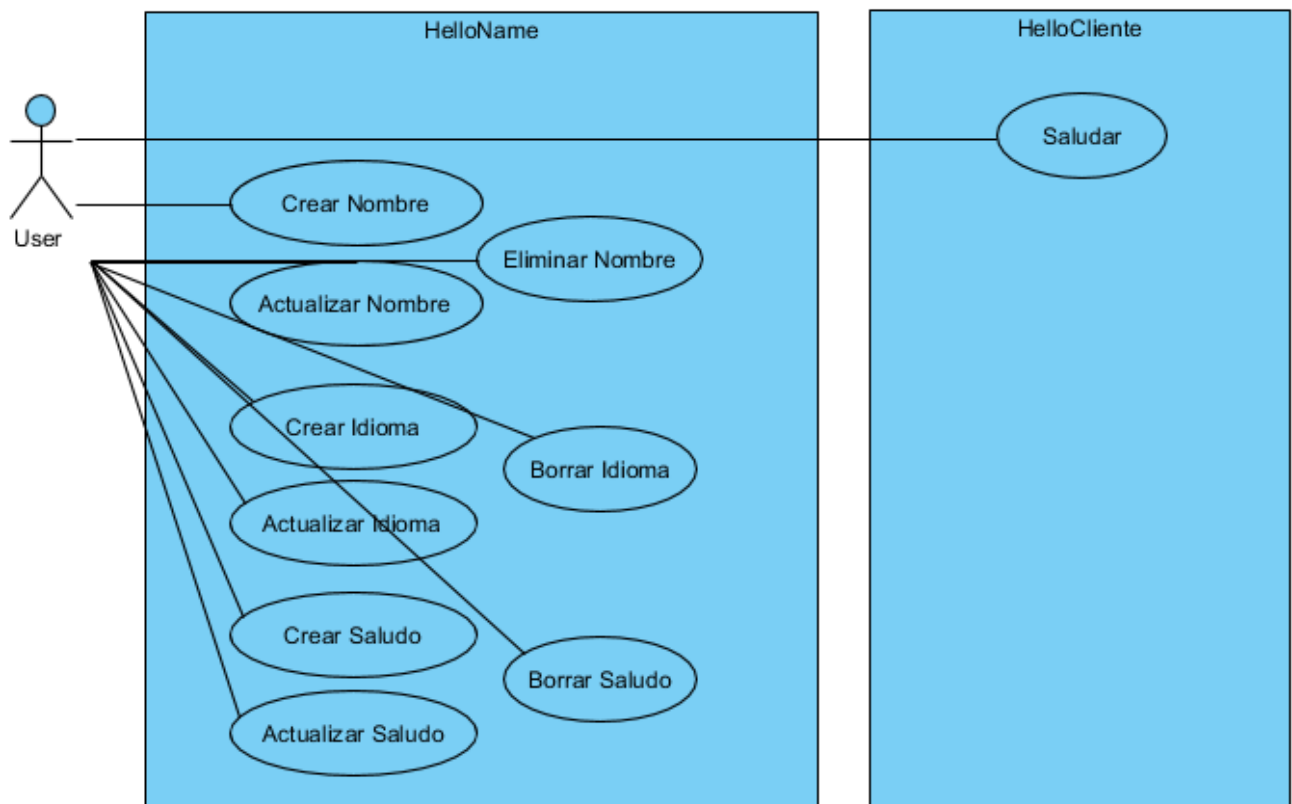 HelloName
HelloCliente
Saludar
User
Crear Nombre
Eliminar Nombre
Actualizar Nombre
Crear Idioma
Borrar Idioma
Actualizar Idioma
Crear Saludo
Borrar Saludo
Actualizar Saludo